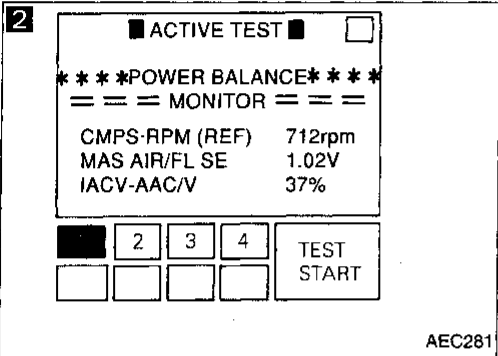 2
ACTIVE TEST
* * * *POWER BALANCE* * * *
= = = MONITOR = = =
CMPS·RPM (REF) 712rpm
MAS AIR/FL SE 1.02V
IACV-AAC/V 37%
2 3 4 TEST
START
AEC281